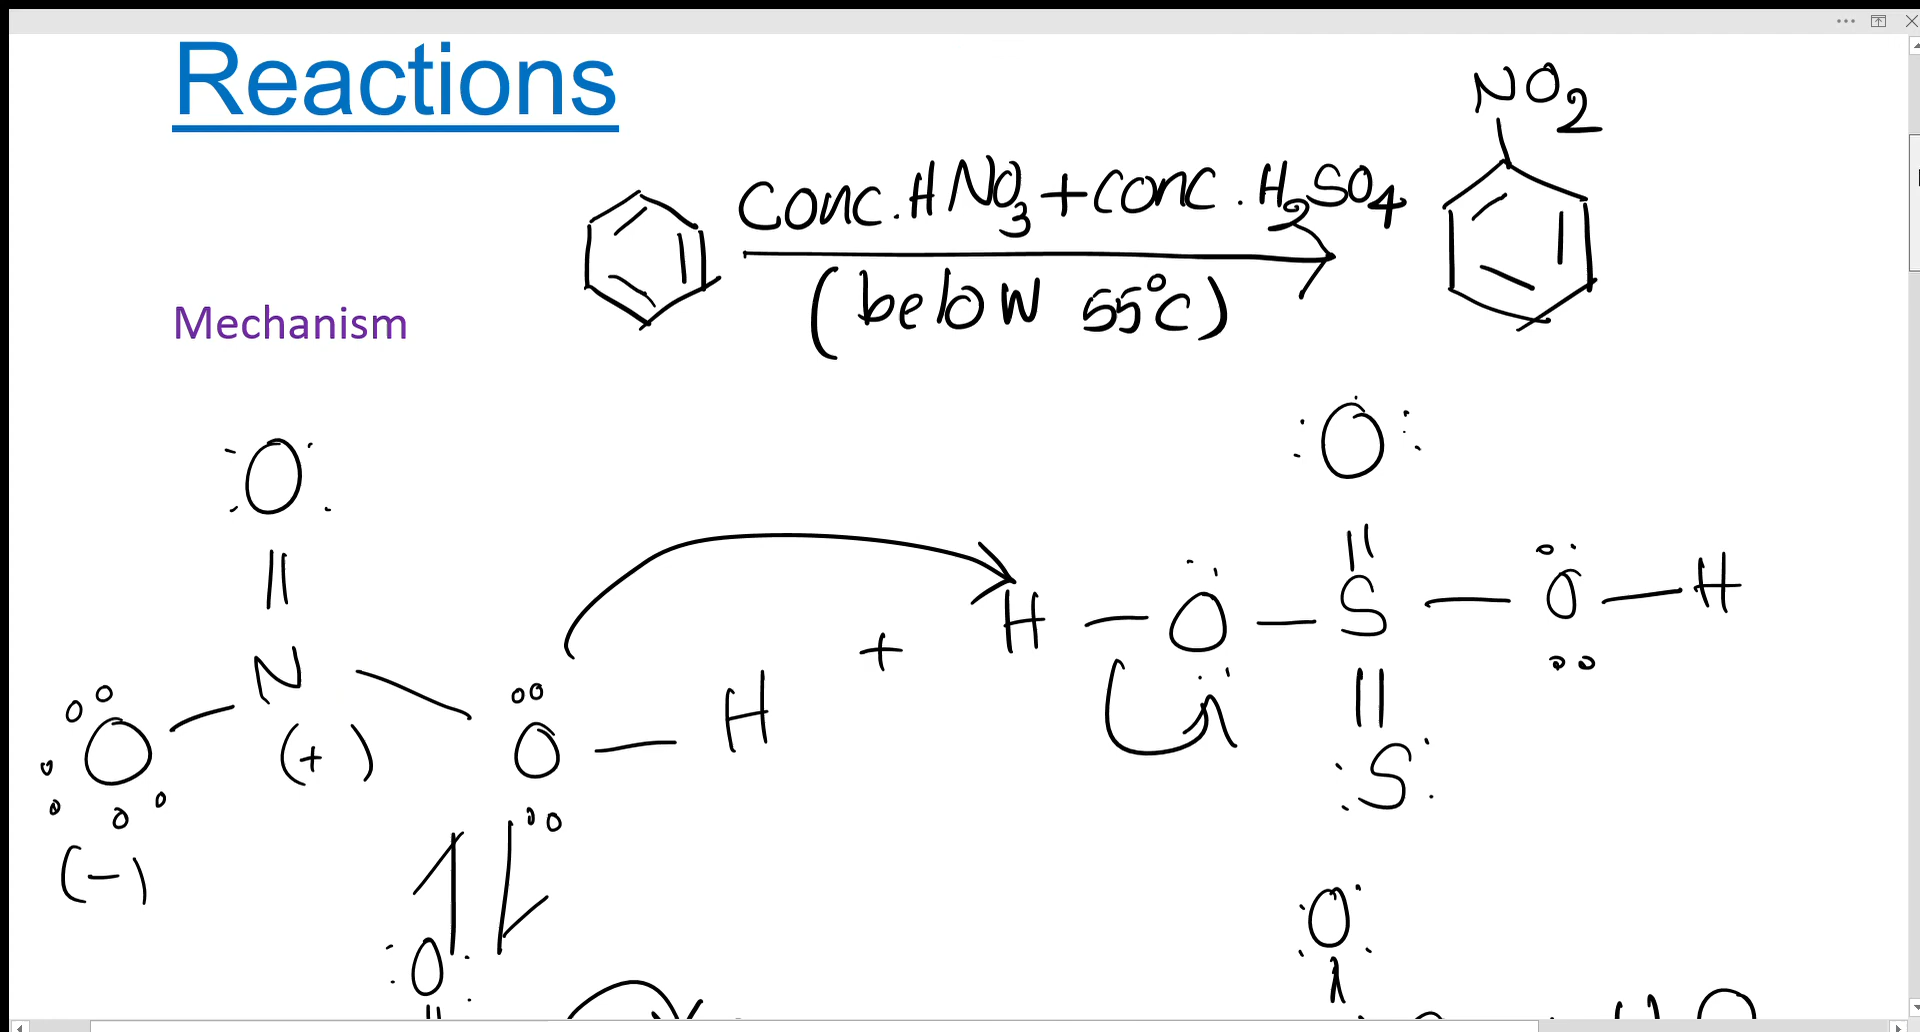 Reactions
NO2
Conc. HNO3 + Conc. H2SO4
(below 55°C)
Mechanism
O
O
N
H
O
S
O
H
+
O
O
H
(+)
S
(-)
O
O